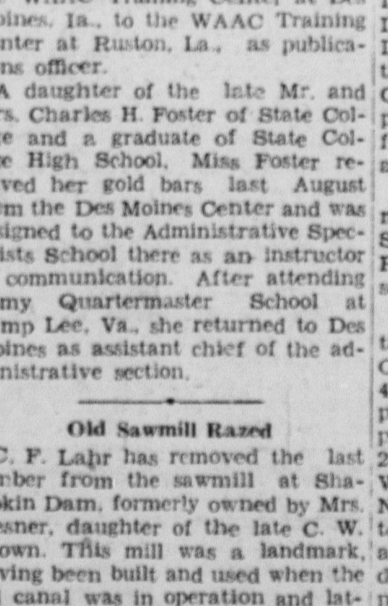 oines, Ia., to the WAAC Training
nter at Ruston, La., as publica-
ns officer.
A daughter of the late Mr. and
rs. Charles H. Foster of State Col-
e and a graduate of State Col-
e High School, Miss Foster re-
ved her gold bars last August
m the Des Moines Center and was
signed to the Administrative Spec-
ists School there as an instructor
communication. After attending
my Quartermaster School at
mp Lee, Va., she returned to Des
oines as assistant chief of the ad-
nistrative section.
Old Sawmill Razed
C. F. Lahr has removed the last
mber from the sawmill at Sha-
okin Dam, formerly owned by Mrs.
esner, daughter of the late C. W.
own. This mill was a landmark,
ving been built and used when the
canal was in operation and lat-